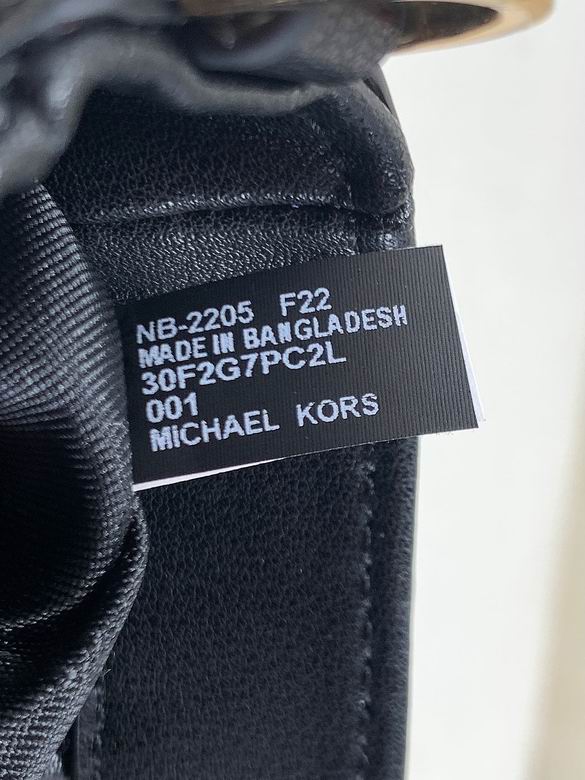 NB-2205 F22
MADE IN BANGLADESH
30F2G7PC2L
001
MICHAEL KORS